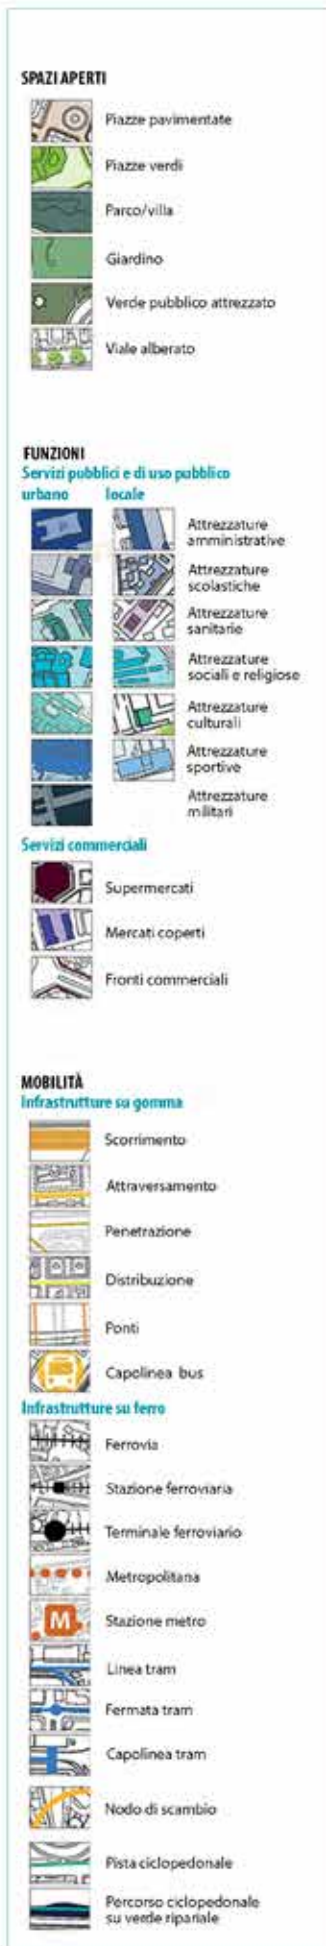 SPAZI APERTI
Piazze pavimentate
Piazze verdi
Parco/villa
Giardino
Verde pubblico attrezzato
Viale alberato
FUNZIONI
Servizi pubblici e di uso pubblico
urbano locale
Attrezzature
amministrative
Attrezzature
scolastiche
Attrezzature
sanitarie
Attrezzature
sociali e religiose
Attrezzature
culturali
Attrezzature
sportive
Attrezzature
militari
Servizi commerciali
Supermercati
Mercati coperti
Fronti commerciali
MOBILITÀ
Infrastrutture su gomma
Scorrimento
Attraversamento
Penetrazione
Distribuzione
Ponti
Capolinea bus
Infrastrutture su ferro
Ferrovia
Stazione ferroviaria
Terminale ferroviario
Metropolitana
M
Stazione metro
Linea tram
Fermata tram
Capolinea tram
Nodo di scambio
Pista ciclopedonale
Percorso ciclopedonale
su verde ripariale